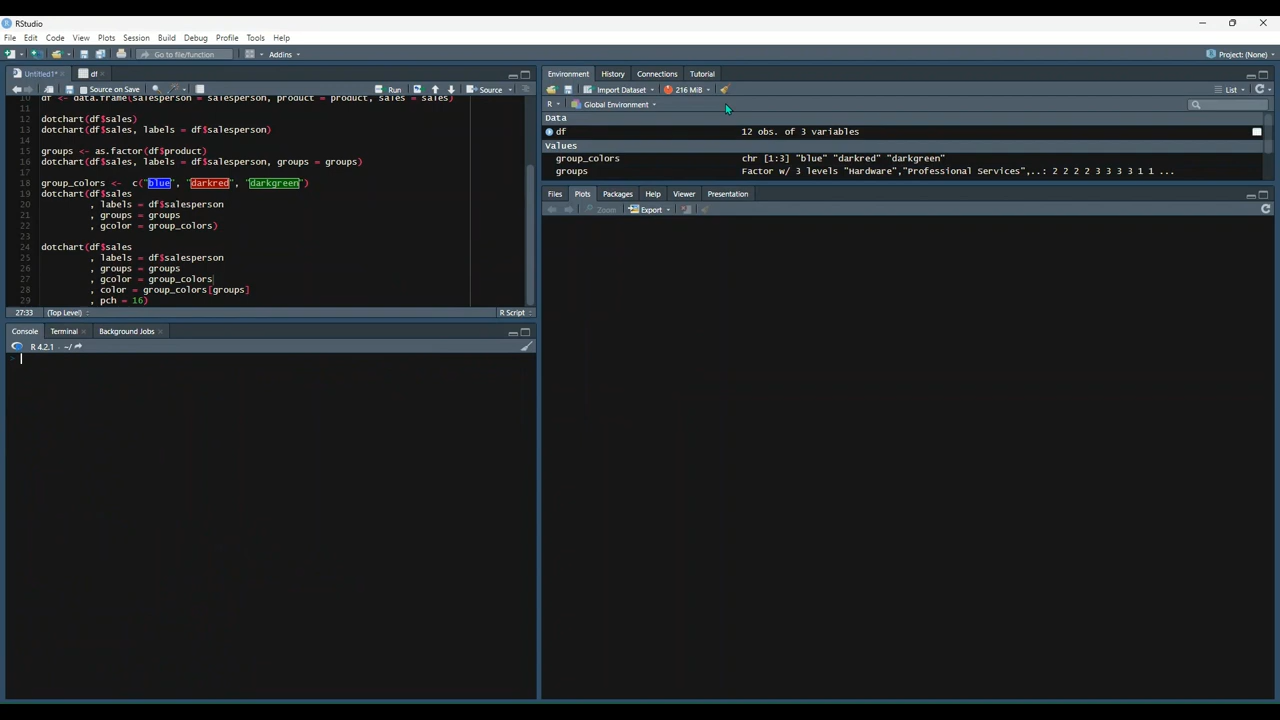 RStudio
File Edit Code View Plots Session Build Debug Profile Tools Help
Go to file/function Addins Project: (None)
Untitled1* df
Source on Save Run Source
10 df <- data.frame(salesperson = salesperson, product = product, sales = sales)
11
12 dotchart(df$sales)
13 dotchart(df$sales, labels = df$salesperson)
14
15 groups <- as.factor(df$product)
16 dotchart(df$sales, labels = df$salesperson, groups = groups)
17
18 group_colors <- c("blue", "darkred", "darkgreen")
19 dotchart(df$sales
20 , labels = df$salesperson
21 , groups = groups
22 , gcolor = group_colors)
23
24 dotchart(df$sales
25 , labels = df$salesperson
26 , groups = groups
27 , gcolor = group_colors
28 , color = group_colors[groups]
29 , pch = 16)
27:33 (Top Level) R Script
Console Terminal Background Jobs
R 4.2.1 · ~/
>
Environment History Connections Tutorial
Import Dataset 216 MiB List
R Global Environment
Data
df 12 obs. of 3 variables
Values
group_colors chr [1:3] "blue" "darkred" "darkgreen"
groups Factor w/ 3 levels "Hardware","Professional Services",..: 2 2 2 2 3 3 3 3 1 1 ...
Files Plots Packages Help Viewer Presentation
Zoom Export